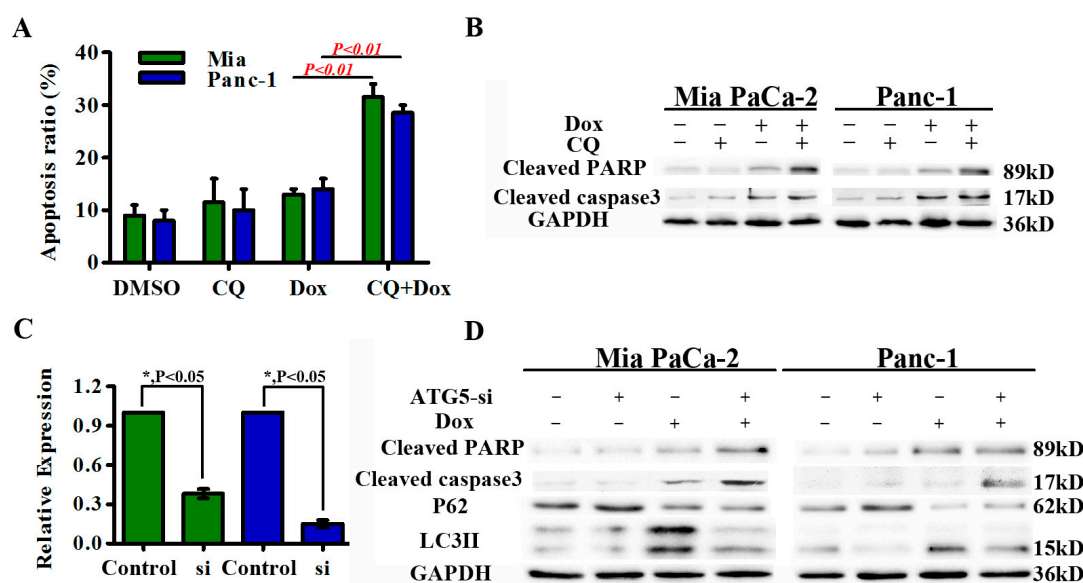 A
Apoptosis ratio (%)
40
30
20
10
0
Mia
Panc-1
P<0.01
P<0.01
DMSO CQ Dox CQ+Dox
B
Mia PaCa-2 Panc-1
Dox – – + + – – + +
CQ – + – + – + – +
Cleaved PARP 89kD
Cleaved caspase3 17kD
GAPDH 36kD
C
Relative Expression
1.2
0.9
0.6
0.3
0.0
*,P<0.05 *,P<0.05
Control si Control si
D
Mia PaCa-2 Panc-1
ATG5-si – + – + – + – +
Dox – – + + – – + +
Cleaved PARP 89kD
Cleaved caspase3 17kD
P62 62kD
LC3II 15kD
GAPDH 36kD